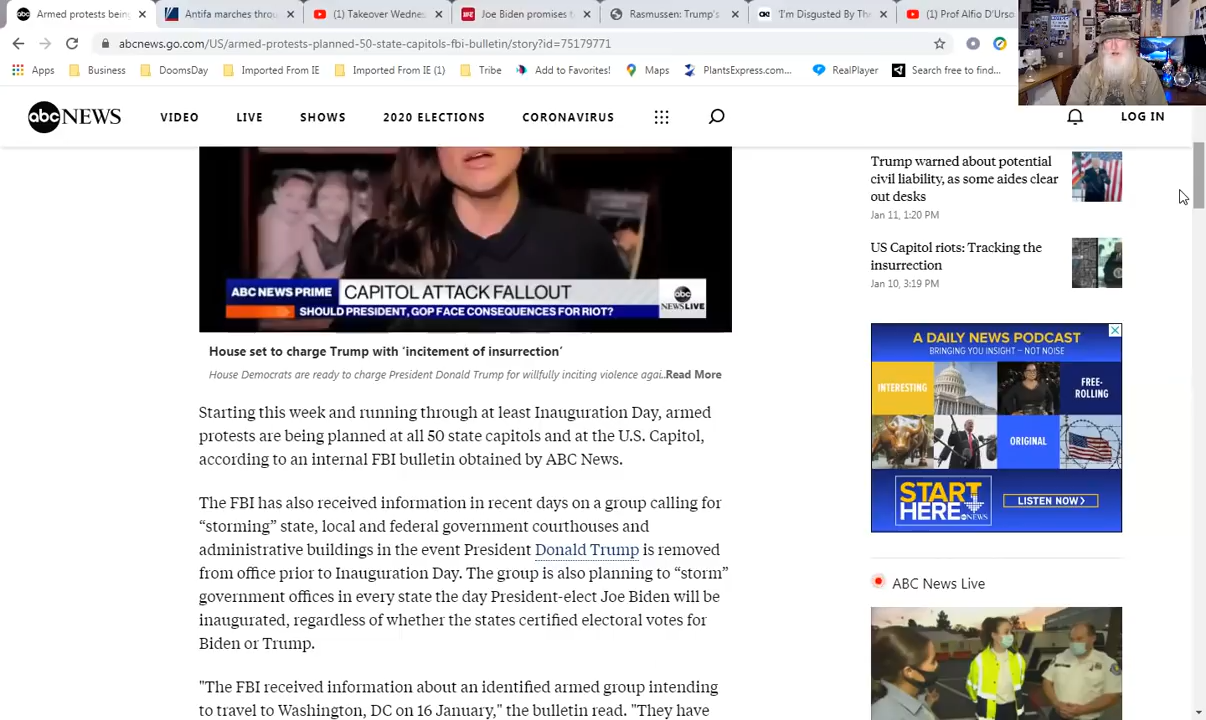 Armed protests bein
Antifa marches thro
(1) Takeover Wednes
Joe Biden promises t
Rasmussen: Trump's
'I'm Disgusted By Th
(1) Prof Alfio D'Urso
abcnews.go.com/US/armed-protests-planned-50-state-capitols-fbi-bulletin/story?id=75179771
Apps
Business
DoomsDay
Imported From IE
Imported From IE (1)
Tribe
Add to Favorites!
Maps
PlantsExpress.com...
RealPlayer
Search free to find...
abc NEWS
VIDEO
LIVE
SHOWS
2020 ELECTIONS
CORONAVIRUS
LOG IN
ABC NEWS PRIME
CAPITOL ATTACK FALLOUT
SHOULD PRESIDENT, GOP FACE CONSEQUENCES FOR RIOT?
abc
NEWSLIVE
House set to charge Trump with ‘incitement of insurrection’
House Democrats are ready to charge President Donald Trump for willfully inciting violence agai..Read More
Starting this week and running through at least Inauguration Day, armed
protests are being planned at all 50 state capitols and at the U.S. Capitol,
according to an internal FBI bulletin obtained by ABC News.
The FBI has also received information in recent days on a group calling for
“storming” state, local and federal government courthouses and
administrative buildings in the event President Donald Trump is removed
from office prior to Inauguration Day. The group is also planning to “storm”
government offices in every state the day President-elect Joe Biden will be
inaugurated, regardless of whether the states certified electoral votes for
Biden or Trump.
"The FBI received information about an identified armed group intending
to travel to Washington, DC on 16 January," the bulletin read. "They have
Trump warned about potential
civil liability, as some aides clear
out desks
Jan 11, 1:20 PM
US Capitol riots: Tracking the
insurrection
Jan 10, 3:19 PM
A DAILY NEWS PODCAST
BRINGING YOU INSIGHT – NOT NOISE
INTERESTING
FREE-
ROLLING
ORIGINAL
START
HERE
abc NEWS
LISTEN NOW >
ABC News Live